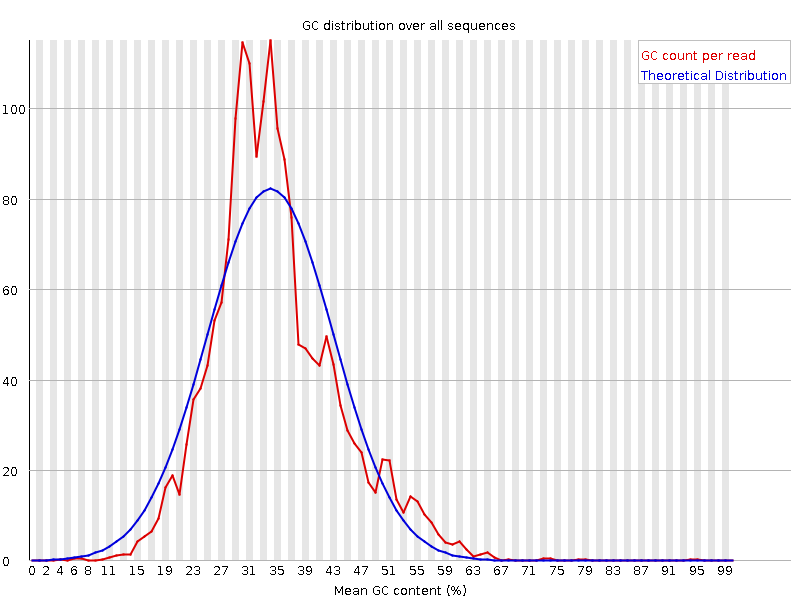 GC distribution over all sequences
GC count per read
Theoretical Distribution
100
80
60
40
20
0
0 2 4 6 8 11 15 19 23 27 31 35 39 43 47 51 55 59 63 67 71 75 79 83 87 91 95 99
Mean GC content (%)